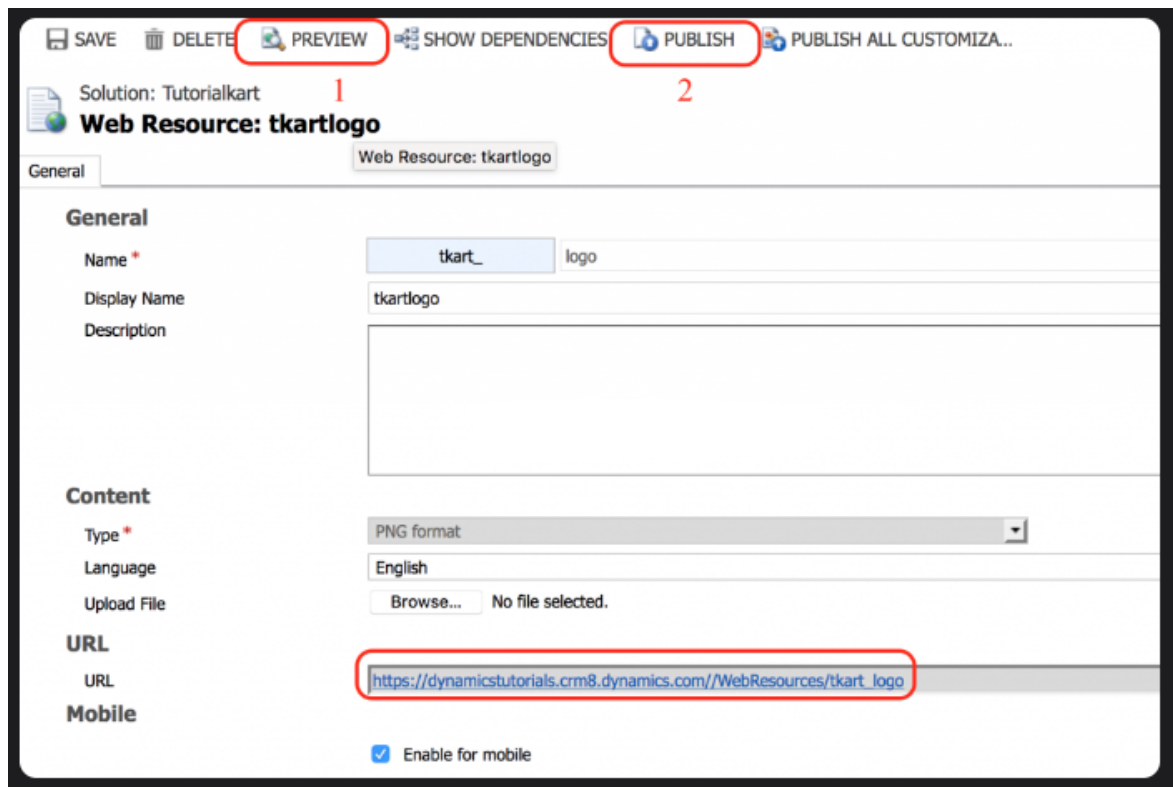 SAVE DELETE PREVIEW SHOW DEPENDENCIES PUBLISH PUBLISH ALL CUSTOMIZA...
1 2
Solution: Tutorialkart
Web Resource: tkartlogo
Web Resource: tkartlogo
General
General
Name * tkart_ logo
Display Name tkartlogo
Description
Content
Type * PNG format
Language English
Upload File Browse... No file selected.
URL
URL https://dynamicstutorials.crm8.dynamics.com//WebResources/tkart_logo
Mobile
Enable for mobile